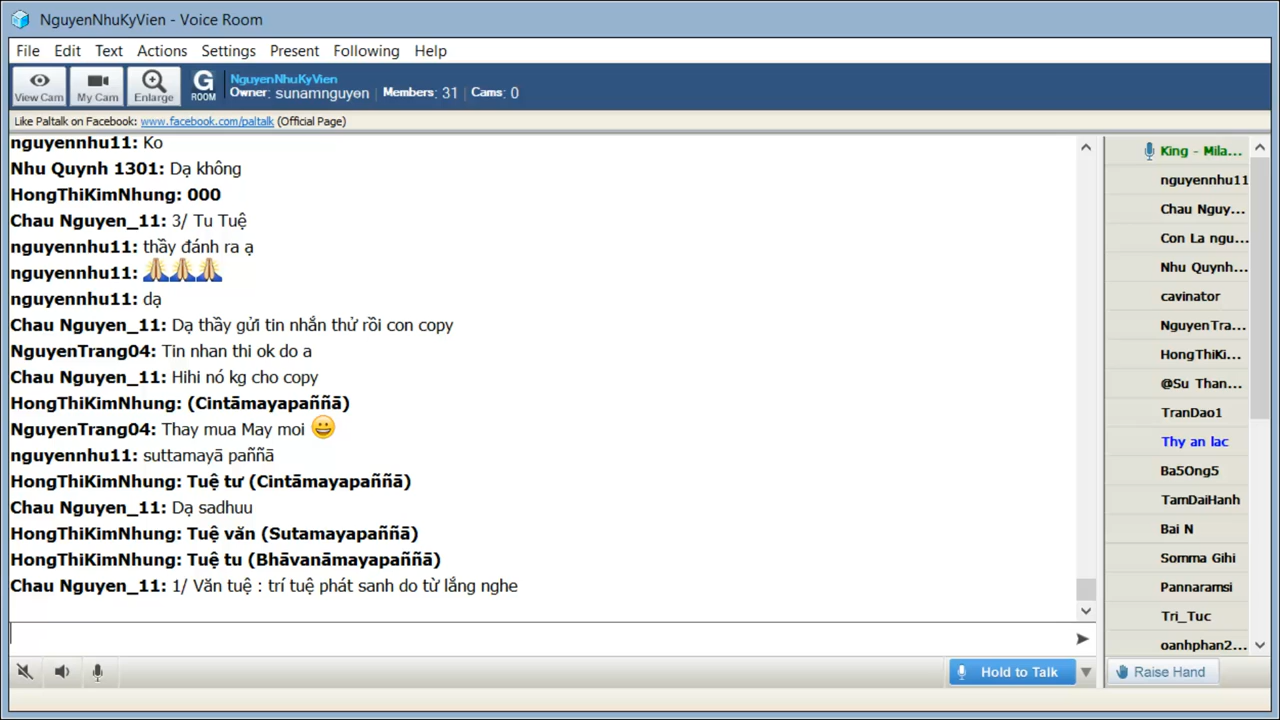 NguyenNhuKyVien - Voice Room
File Edit Text Actions Settings Present Following Help
View Cam My Cam Enlarge G ROOM
NguyenNhuKyVien
Owner: sunamnguyen | Members: 31 | Cams: 0
Like Paltalk on Facebook: www.facebook.com/paltalk (Official Page)
nguyennhu11: Ko
Nhu Quynh 1301: Dạ không
HongThiKimNhung: 000
Chau Nguyen_11: 3/ Tu Tuệ
nguyennhu11: thầy đánh ra ạ
nguyennhu11: 🙏🙏🙏
nguyennhu11: dạ
Chau Nguyen_11: Dạ thầy gửi tin nhắn thử rồi con copy
NguyenTrang04: Tin nhan thi ok do a
Chau Nguyen_11: Hihi nó kg cho copy
HongThiKimNhung: (Cintāmayapaññā)
NguyenTrang04: Thay mua May moi 😀
nguyennhu11: suttamayā paññā
HongThiKimNhung: Tuệ tư (Cintāmayapaññā)
Chau Nguyen_11: Dạ sadhuu
HongThiKimNhung: Tuệ văn (Sutamayapaññā)
HongThiKimNhung: Tuệ tu (Bhāvanāmayapaññā)
Chau Nguyen_11: 1/ Văn tuệ : trí tuệ phát sanh do từ lắng nghe
King - Mila...
nguyennhu11
Chau Nguy...
Con La ngu...
Nhu Quynh...
cavinator
NguyenTra...
HongThiKi...
@Su Than...
TranDao1
Thy an lac
Ba5Ong5
TamDaiHanh
Bai N
Somma Gihi
Pannaramsi
Tri_Tuc
oanhphan2...
Hold to Talk
Raise Hand